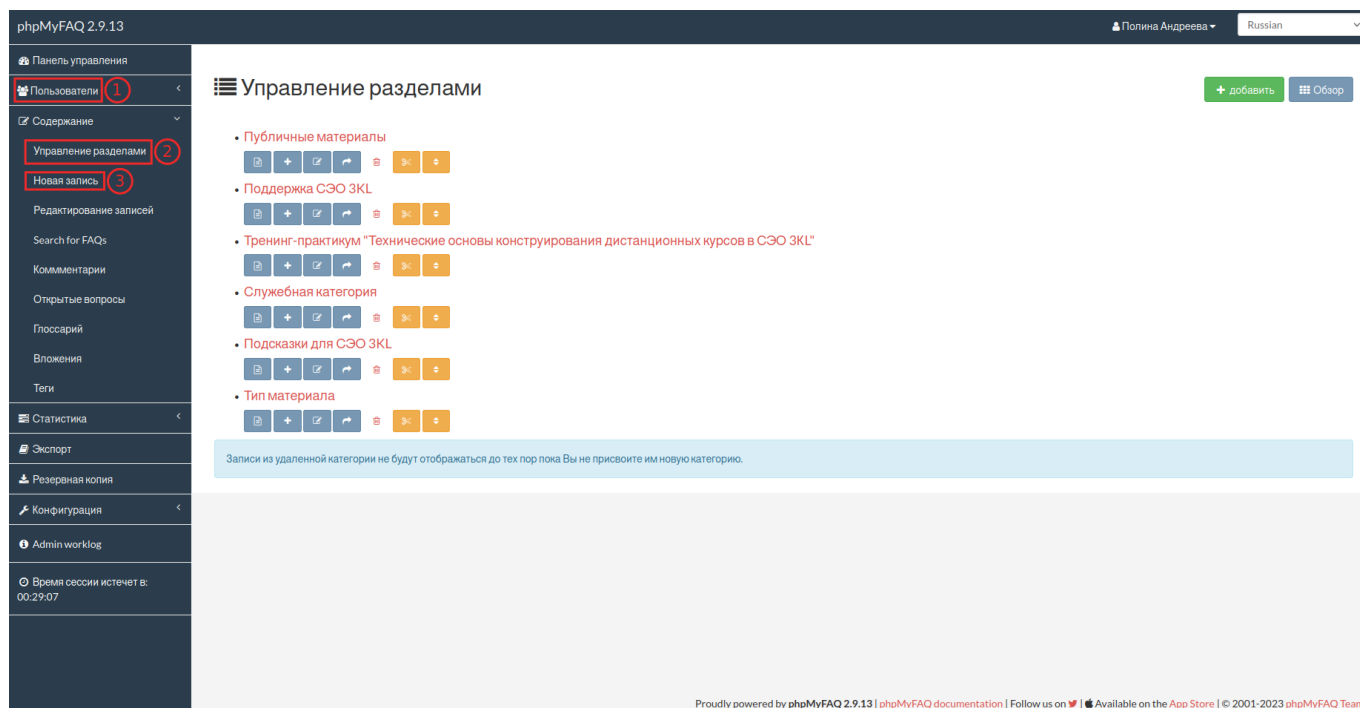 phpMyFAQ 2.9.13
Полина Андреева
Russian
Панель управления
Пользователи 1
Содержание
Управление разделами 2
Новая запись 3
Редактирование записей
Search for FAQs
Коммментарии
Открытые вопросы
Глоссарий
Вложения
Теги
Статистика
Экспорт
Резервная копия
Конфигурация
Admin worklog
Время сессии истечет в:
00:29:07
Управление разделами
+ добавить
Обзор
Публичные материалы
Поддержка СЭО 3KL
Тренинг-практикум "Технические основы конструирования дистанционных курсов в СЭО 3KL"
Служебная категория
Подсказки для СЭО 3KL
Тип материала
Записи из удаленной категории не будут отображаться до тех пор пока Вы не присвоите им новую категорию.
Proudly powered by phpMyFAQ 2.9.13 | phpMyFAQ documentation | Follow us on | Available on the App Store | © 2001-2023 phpMyFAQ Team